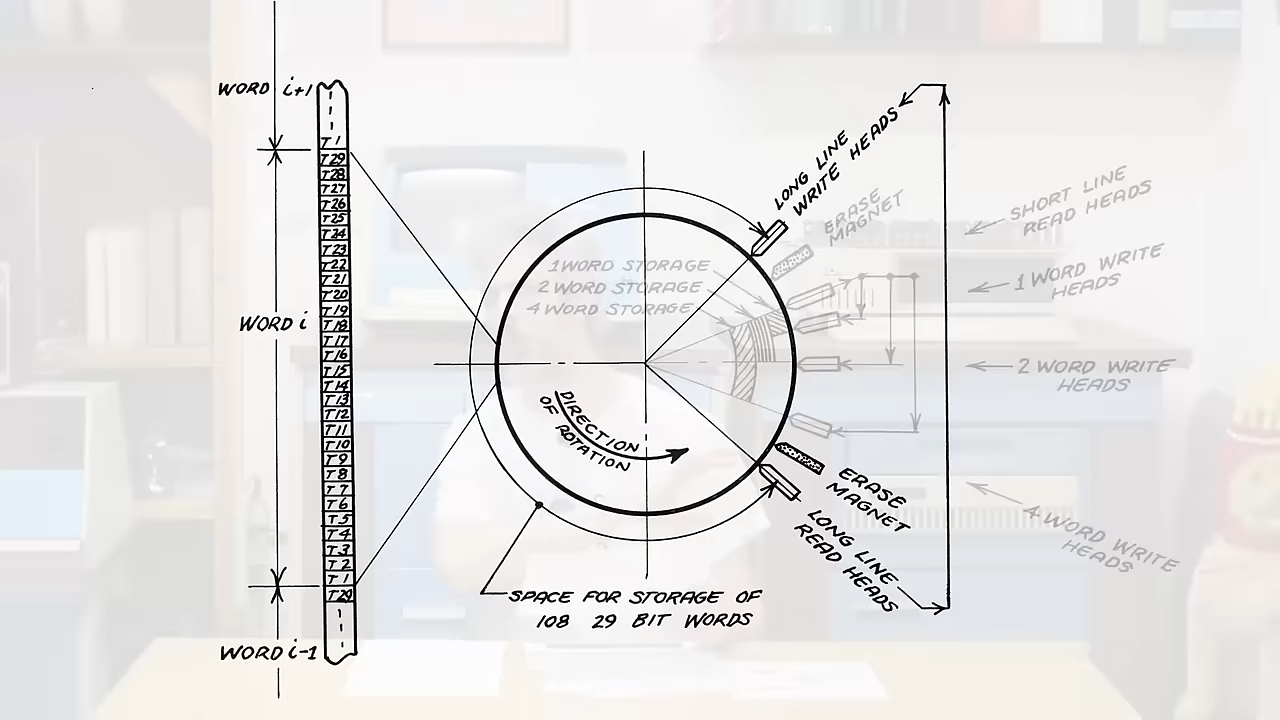 WORD i+1
T 1
T29
T28
T27
T26
T25
T24
T23
T22
T21
T20
T19
T18
T17
T16
T15
T14
T13
T12
T11
T10
T9
T8
T7
T6
T5
T4
T3
T2
T 1
T29
WORD i
WORD i-1
1 WORD STORAGE
2 WORD STORAGE
4 WORD STORAGE
DIRECTION
OF ROTATION
SPACE FOR STORAGE OF
108 29 BIT WORDS
LONG LINE
WRITE HEADS
ERASE
MAGNET
SHORT LINE
READ HEADS
1 WORD WRITE
HEADS
2 WORD WRITE
HEADS
4 WORD WRITE
HEADS
ERASE
MAGNET
LONG LINE
READ HEADS